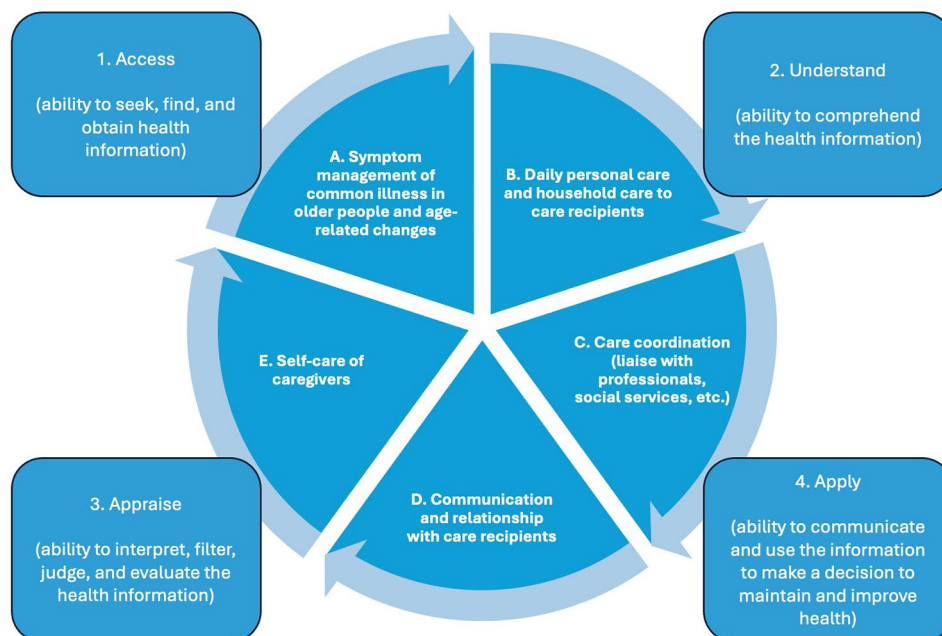 1. Access
(ability to seek, find, and
obtain health
information)
2. Understand
(ability to comprehend
the health information)
A. Symptom
management of
common illness in
older people and age-
related changes
B. Daily personal care
and household care to
care recipients
E. Self-care of
caregivers
C. Care coordination
(liaise with
professionals,
social services, etc.)
D. Communication
and relationship
with care recipients
3. Appraise
(ability to interpret, filter,
judge, and evaluate the
health information)
4. Apply
(ability to communicate
and use the information
to make a decision to
maintain and improve
health)